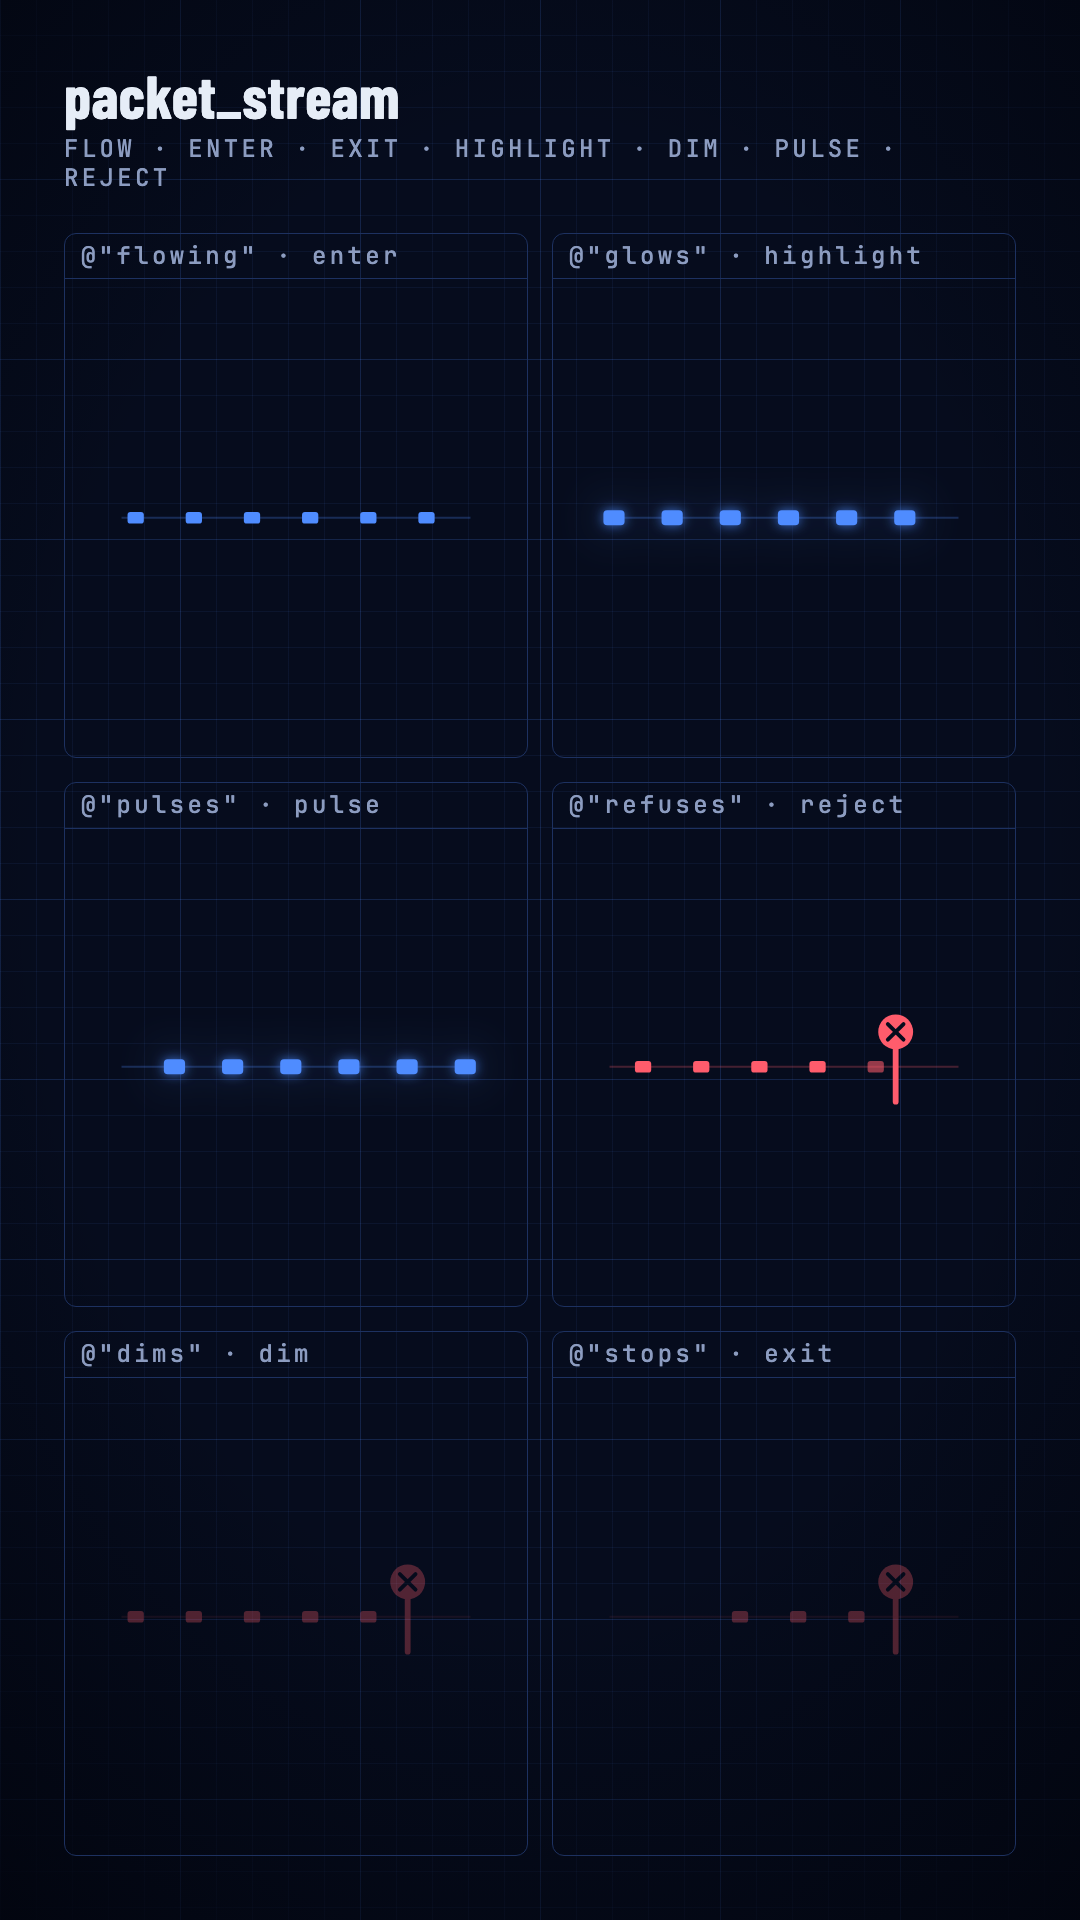 packet_stream
FLOW · ENTER · EXIT · HIGHLIGHT · DIM · PULSE ·
REJECT
@"flowing" · enter
@"glows" · highlight
@"pulses" · pulse
@"refuses" · reject
@"dims" · dim
@"stops" · exit